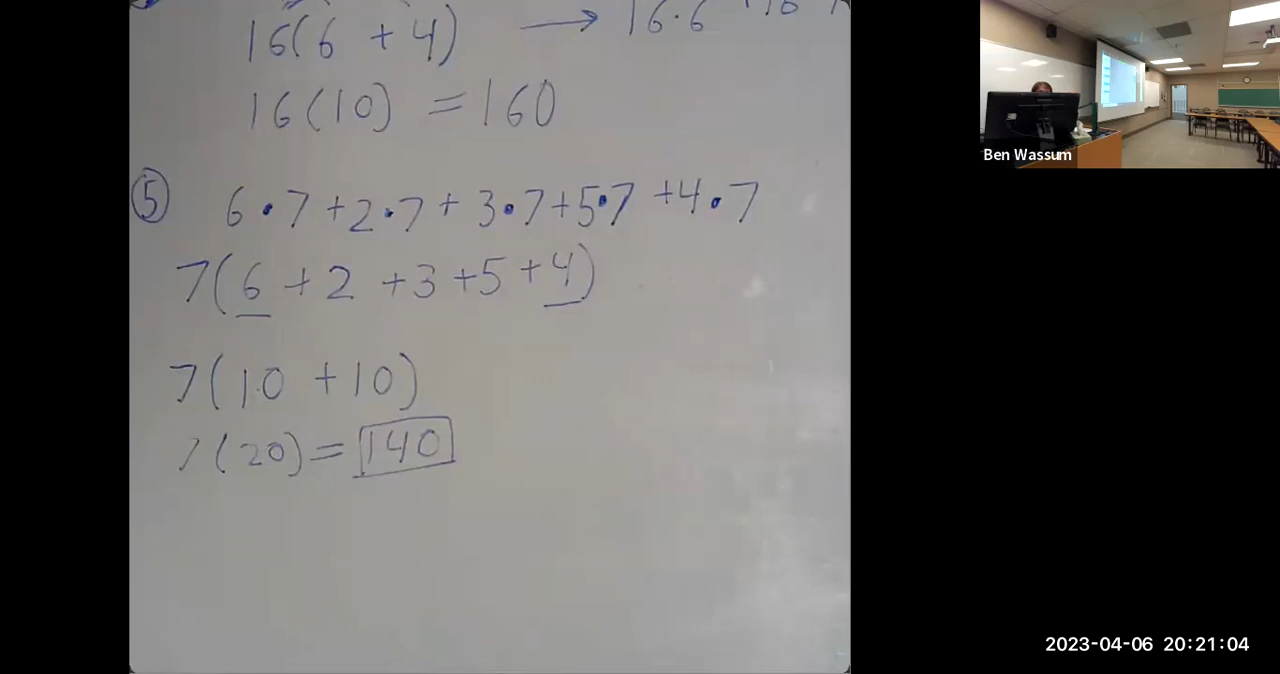 16(6 + 4) → 16·6
16(10) = 160
⑤ 6·7+2·7+3·7+5·7+4·7
7(6+2+3+5+4)
7(10+10)
7(20)=140
Ben Wassum
2023-04-06 20:21:04